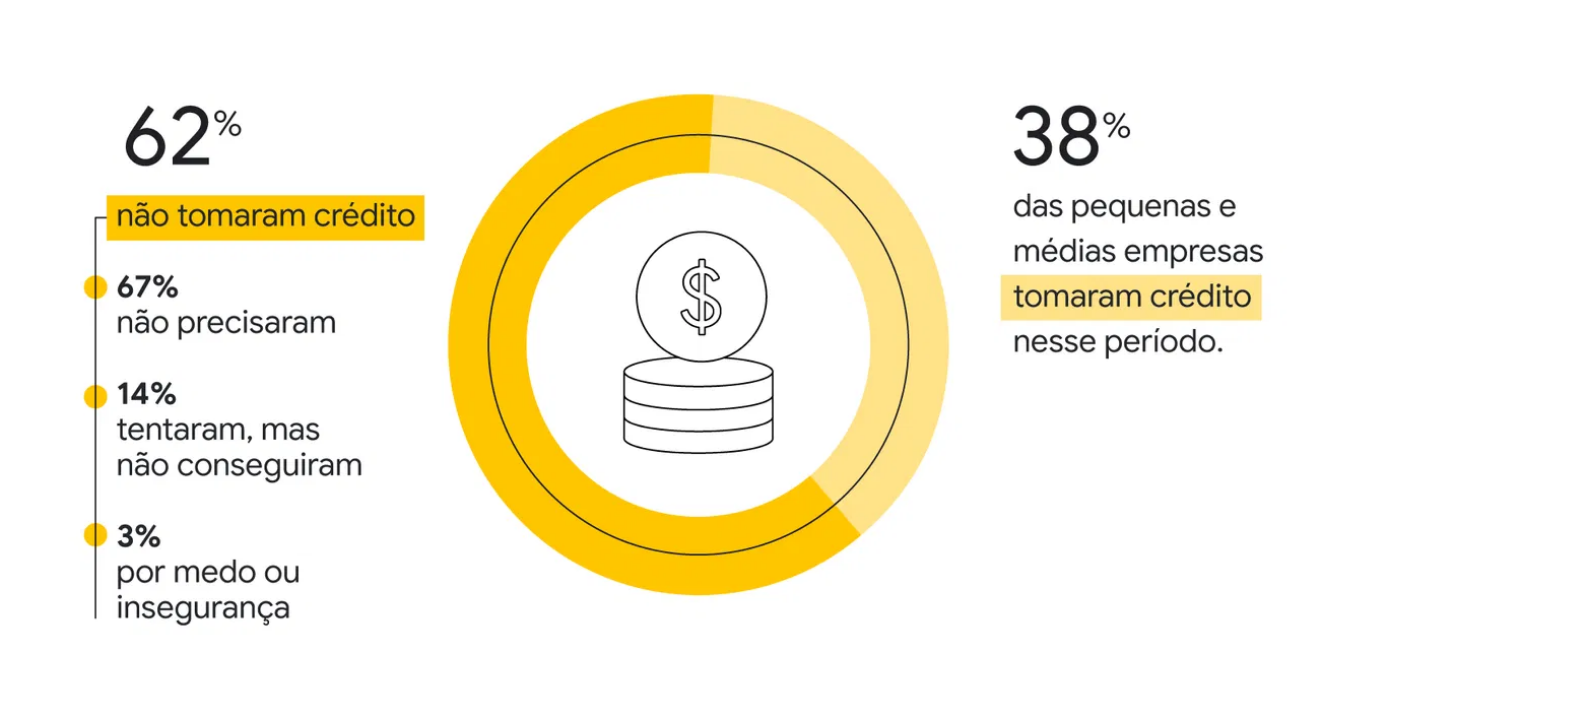 62%
não tomaram crédito
67%
não precisaram
14%
tentaram, mas
não conseguiram
3%
por medo ou
insegurança
$
38%
das pequenas e
médias empresas
tomaram crédito
nesse período.